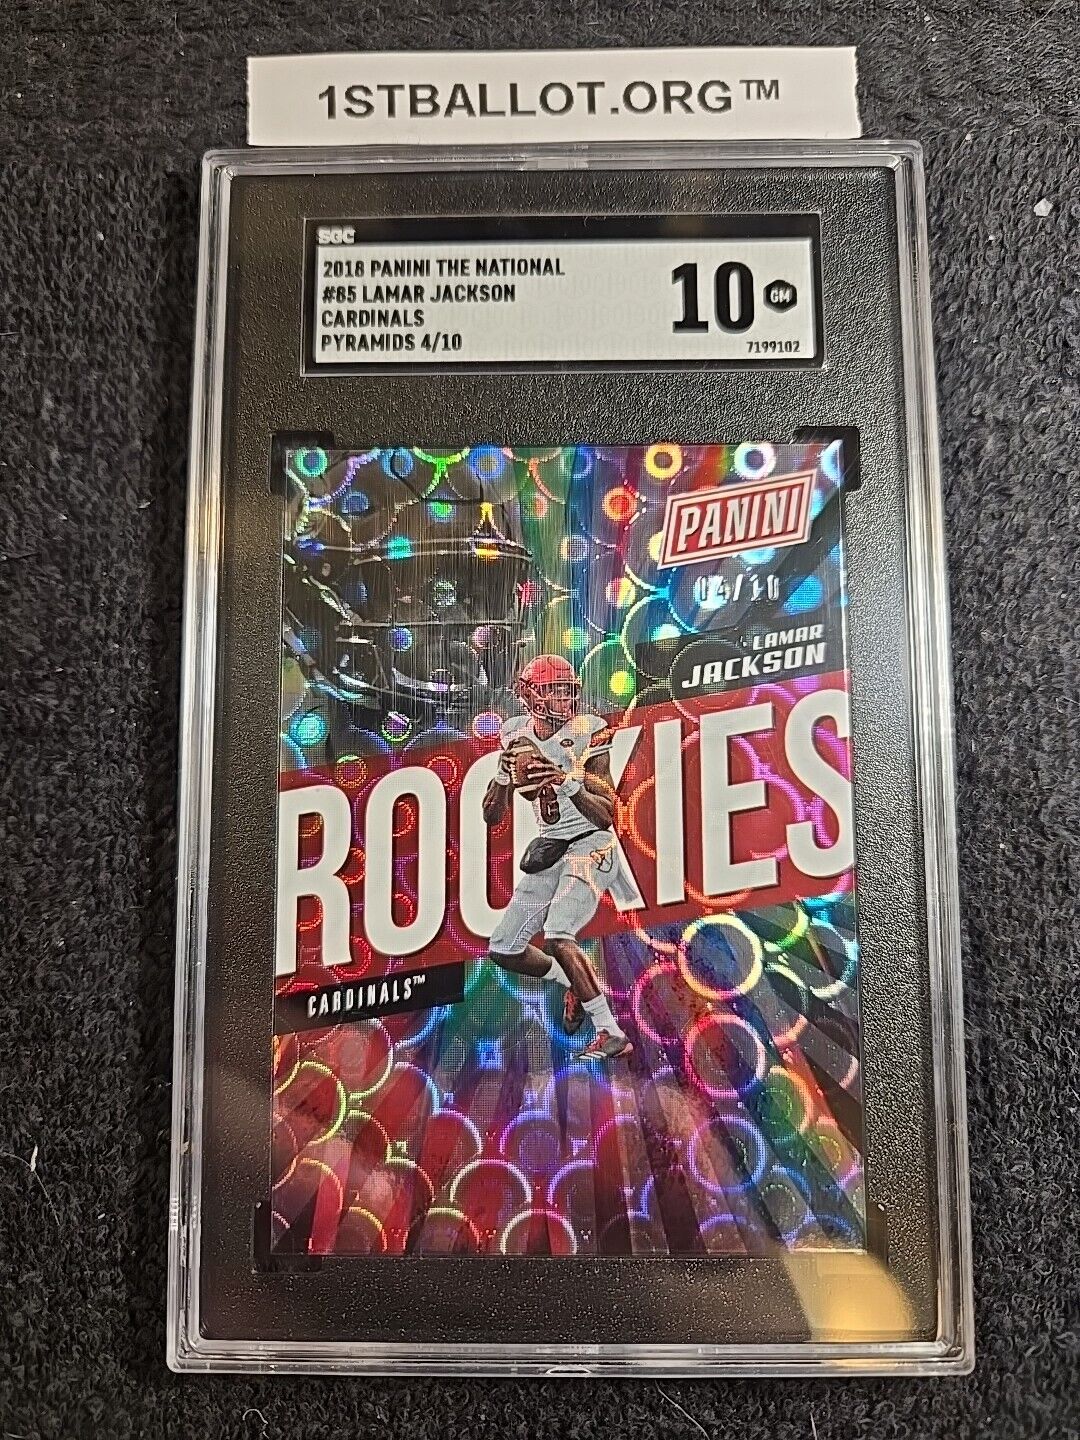 1STBALLOT.ORG™
SGC
2018 PANINI THE NATIONAL
#85 LAMAR JACKSON
CARDINALS
PYRAMIDS 4/10
10 GM
7199102
PANINI
04/10
LAMAR
JACKSON
ROOKIES
CARDINALS™